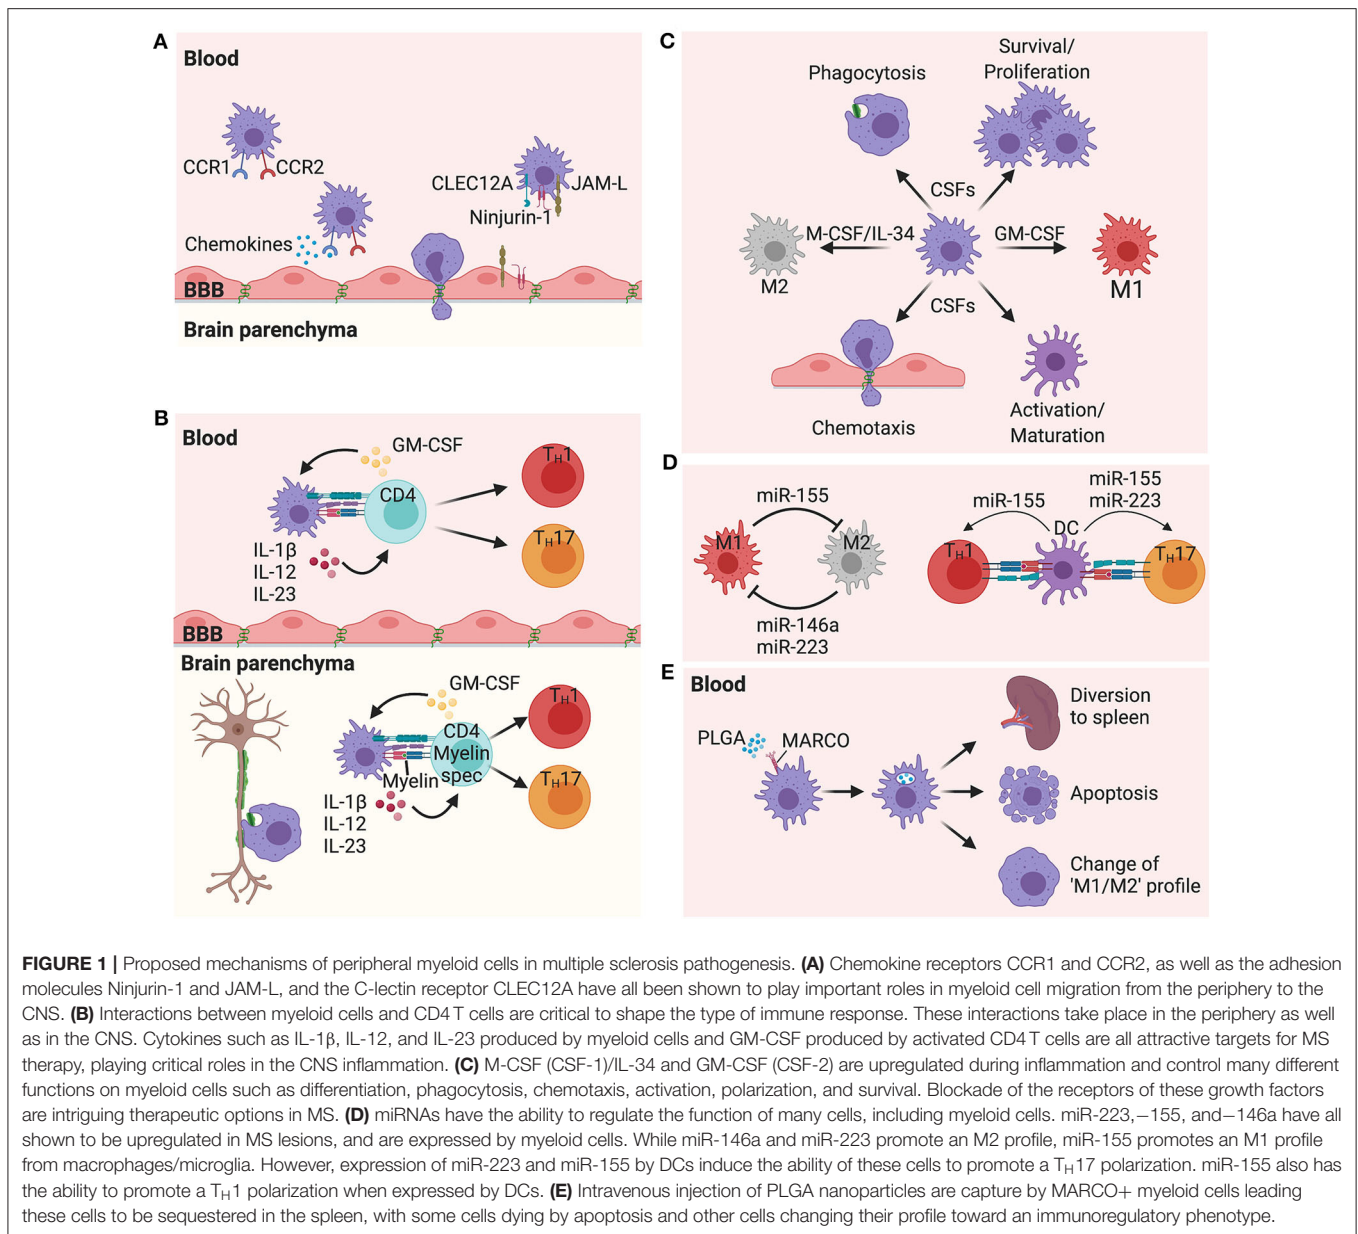 A
Blood
CCR1
CCR2
CLEC12A
JAM-L
Ninjurin-1
Chemokines
BBB
Brain parenchyma
B
Blood
GM-CSF
CD4
TH1
TH17
IL-1β
IL-12
IL-23
BBB
Brain parenchyma
GM-CSF
CD4
Myelin
spec
Myelin
TH1
TH17
IL-1β
IL-12
IL-23
C
Phagocytosis
Survival/
Proliferation
CSFs
M-CSF/IL-34
GM-CSF
M2
M1
CSFs
Chemotaxis
Activation/
Maturation
D
miR-155
M1
M2
miR-146a
miR-223
miR-155
miR-155
miR-223
DC
TH1
TH17
E
Blood
PLGA
MARCO
Diversion
to spleen
Apoptosis
Change of
'M1/M2' profile
FIGURE 1 | Proposed mechanisms of peripheral myeloid cells in multiple sclerosis pathogenesis. (A) Chemokine receptors CCR1 and CCR2, as well as the adhesion
molecules Ninjurin-1 and JAM-L, and the C-lectin receptor CLEC12A have all been shown to play important roles in myeloid cell migration from the periphery to the
CNS. (B) Interactions between myeloid cells and CD4 T cells are critical to shape the type of immune response. These interactions take place in the periphery as well
as in the CNS. Cytokines such as IL-1β, IL-12, and IL-23 produced by myeloid cells and GM-CSF produced by activated CD4 T cells are all attractive targets for MS
therapy, playing critical roles in the CNS inflammation. (C) M-CSF (CSF-1)/IL-34 and GM-CSF (CSF-2) are upregulated during inflammation and control many different
functions on myeloid cells such as differentiation, phagocytosis, chemotaxis, activation, polarization, and survival. Blockade of the receptors of these growth factors
are intriguing therapeutic options in MS. (D) miRNAs have the ability to regulate the function of many cells, including myeloid cells. miR-223,−155, and−146a have all
shown to be upregulated in MS lesions, and are expressed by myeloid cells. While miR-146a and miR-223 promote an M2 profile, miR-155 promotes an M1 profile
from macrophages/microglia. However, expression of miR-223 and miR-155 by DCs induce the ability of these cells to promote a TH17 polarization. miR-155 also has
the ability to promote a TH1 polarization when expressed by DCs. (E) Intravenous injection of PLGA nanoparticles are capture by MARCO+ myeloid cells leading
these cells to be sequestered in the spleen, with some cells dying by apoptosis and other cells changing their profile toward an immunoregulatory phenotype.